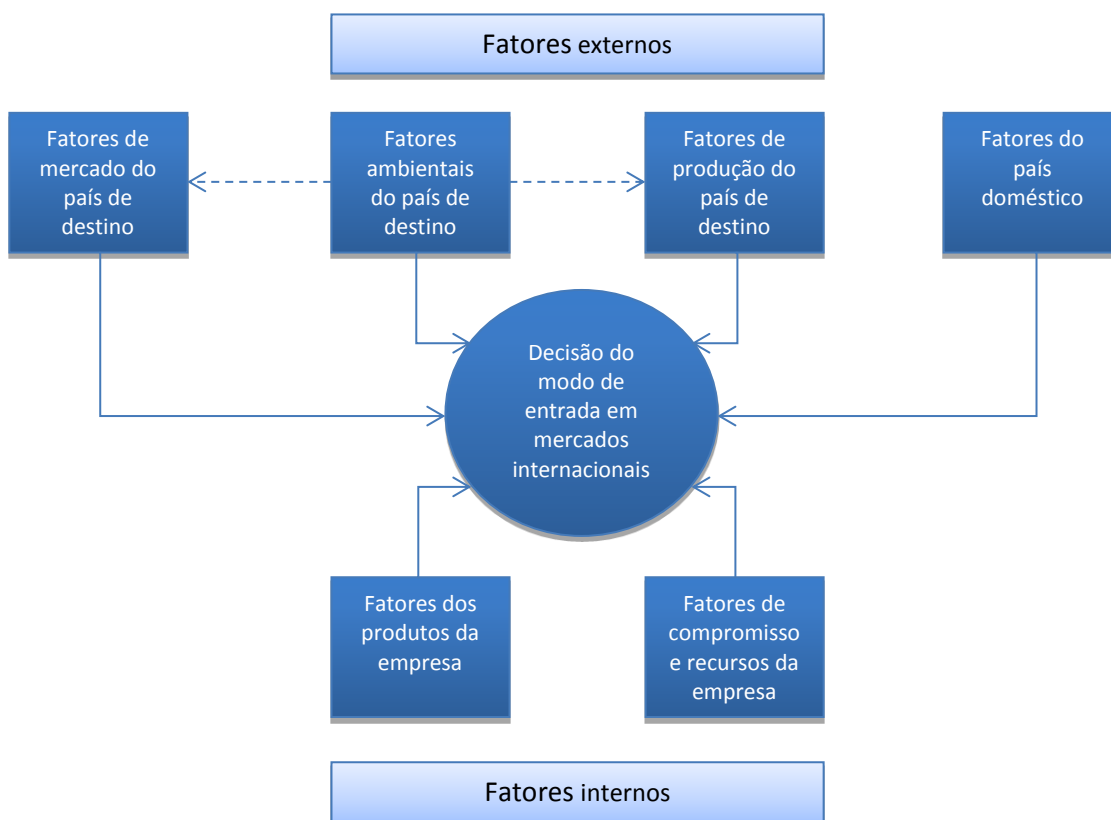 Fatores externos
Fatores de
mercado do
país de
destino
Fatores
ambientais
do país de
destino
Fatores de
produção do
país de
destino
Fatores do
país
doméstico
Decisão do
modo de
entrada em
mercados
internacionais
Fatores dos
produtos da
empresa
Fatores de
compromisso
e recursos da
empresa
Fatores internos